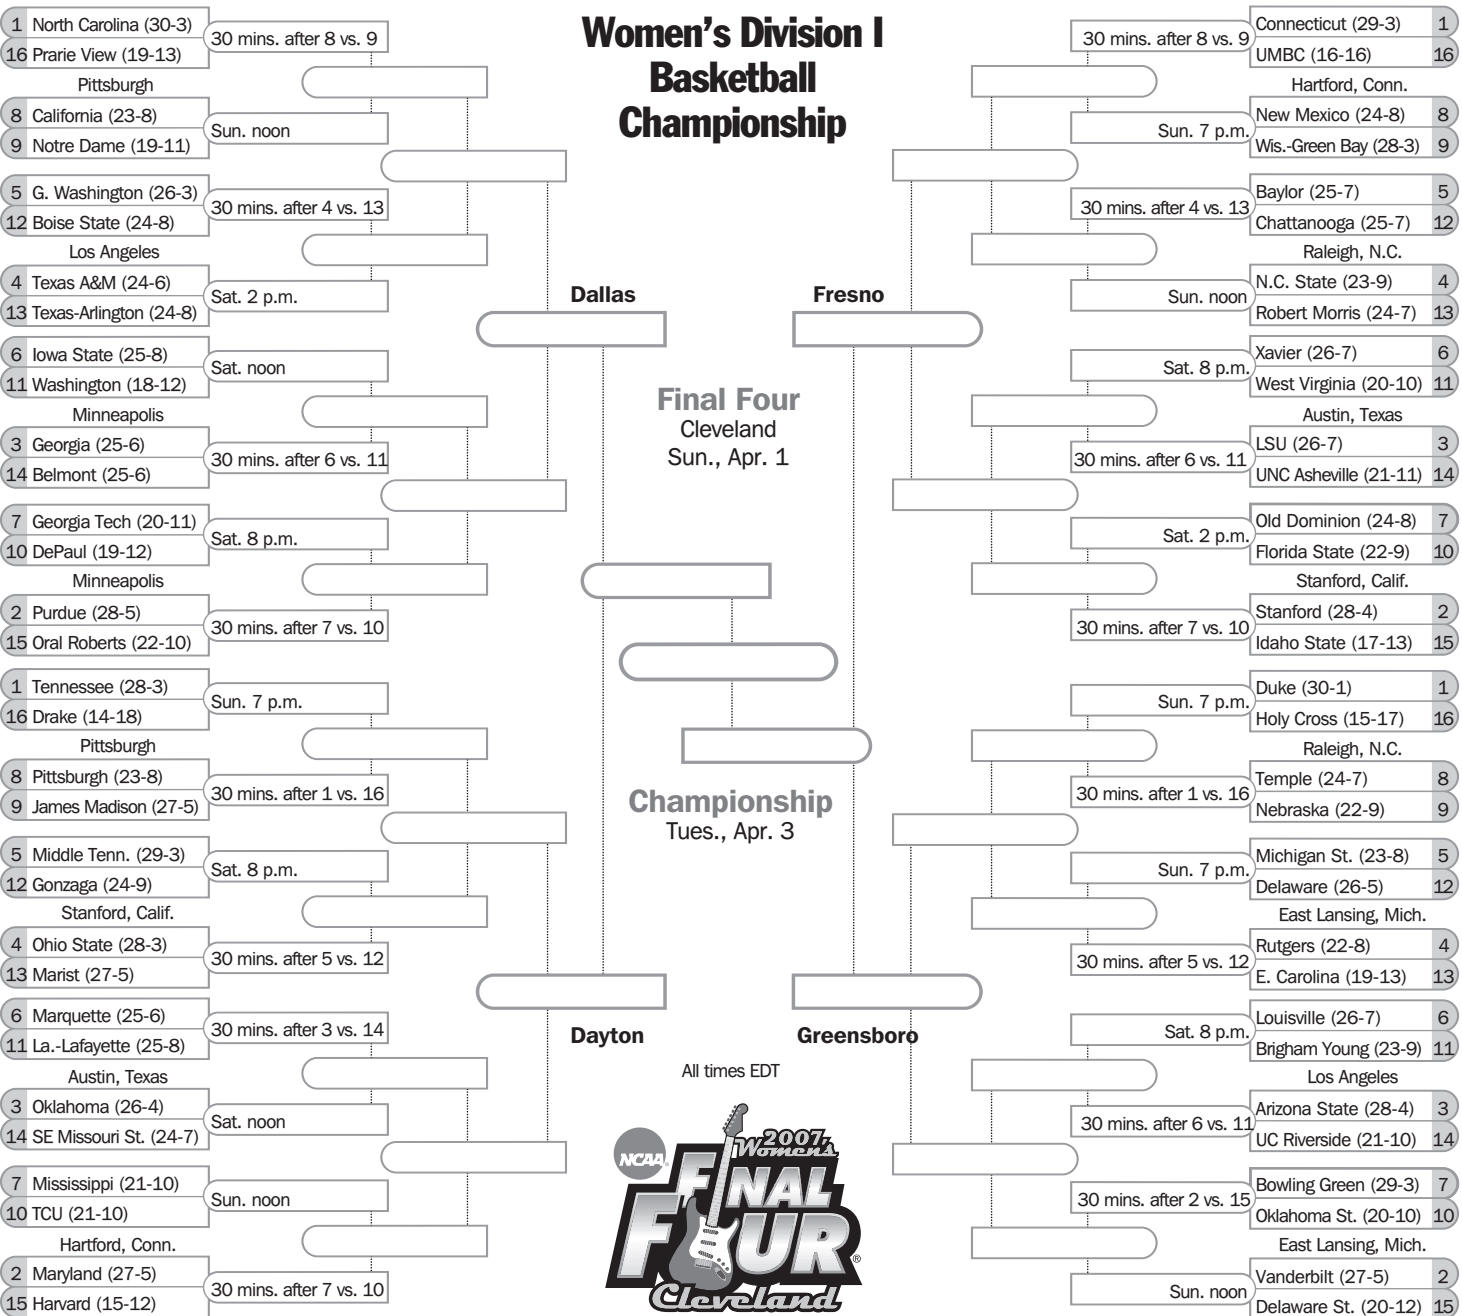 Women's Division I
Basketball
Championship
1 North Carolina (30-3)
30 mins. after 8 vs. 9
16 Prarie View (19-13)
Pittsburgh
8 California (23-8)
Sun. noon
9 Notre Dame (19-11)
5 G. Washington (26-3)
30 mins. after 4 vs. 13
12 Boise State (24-8)
Los Angeles
4 Texas A&M (24-6)
Sat. 2 p.m.
13 Texas-Arlington (24-8)
6 Iowa State (25-8)
Sat. noon
11 Washington (18-12)
Minneapolis
3 Georgia (25-6)
30 mins. after 6 vs. 11
14 Belmont (25-6)
7 Georgia Tech (20-11)
Sat. 8 p.m.
10 DePaul (19-12)
Minneapolis
2 Purdue (28-5)
30 mins. after 7 vs. 10
15 Oral Roberts (22-10)
1 Tennessee (28-3)
Sun. 7 p.m.
16 Drake (14-18)
Pittsburgh
8 Pittsburgh (23-8)
30 mins. after 1 vs. 16
9 James Madison (27-5)
5 Middle Tenn. (29-3)
Sat. 8 p.m.
12 Gonzaga (24-9)
Stanford, Calif.
4 Ohio State (28-3)
30 mins. after 5 vs. 12
13 Marist (27-5)
6 Marquette (25-6)
30 mins. after 3 vs. 14
11 La.-Lafayette (25-8)
Austin, Texas
3 Oklahoma (26-4)
Sat. noon
14 SE Missouri St. (24-7)
7 Mississippi (21-10)
Sun. noon
10 TCU (21-10)
Hartford, Conn.
2 Maryland (27-5)
30 mins. after 7 vs. 10
15 Harvard (15-12)
Dallas
Fresno
Final Four
Cleveland
Sun., Apr. 1
Championship
Tues., Apr. 3
Dayton
Greensboro
All times EDT
NCAA
2007
Womens
FINAL
FOUR
®
Cleveland
Connecticut (29-3) 1
30 mins. after 8 vs. 9
UMBC (16-16) 16
Hartford, Conn.
New Mexico (24-8) 8
Sun. 7 p.m.
Wis.-Green Bay (28-3) 9
Baylor (25-7) 5
30 mins. after 4 vs. 13
Chattanooga (25-7) 12
Raleigh, N.C.
N.C. State (23-9) 4
Sun. noon
Robert Morris (24-7) 13
Xavier (26-7) 6
Sat. 8 p.m.
West Virginia (20-10) 11
Austin, Texas
LSU (26-7) 3
30 mins. after 6 vs. 11
UNC Asheville (21-11) 14
Old Dominion (24-8) 7
Sat. 2 p.m.
Florida State (22-9) 10
Stanford, Calif.
Stanford (28-4) 2
30 mins. after 7 vs. 10
Idaho State (17-13) 15
Duke (30-1) 1
Sun. 7 p.m.
Holy Cross (15-17) 16
Raleigh, N.C.
Temple (24-7) 8
30 mins. after 1 vs. 16
Nebraska (22-9) 9
Michigan St. (23-8) 5
Sun. 7 p.m.
Delaware (26-5) 12
East Lansing, Mich.
Rutgers (22-8) 4
30 mins. after 5 vs. 12
E. Carolina (19-13) 13
Louisville (26-7) 6
Sat. 8 p.m.
Brigham Young (23-9) 11
Los Angeles
Arizona State (28-4) 3
30 mins. after 6 vs. 11
UC Riverside (21-10) 14
Bowling Green (29-3) 7
30 mins. after 2 vs. 15
Oklahoma St. (20-10) 10
East Lansing, Mich.
Vanderbilt (27-5) 2
Sun. noon
Delaware St. (20-12) 15